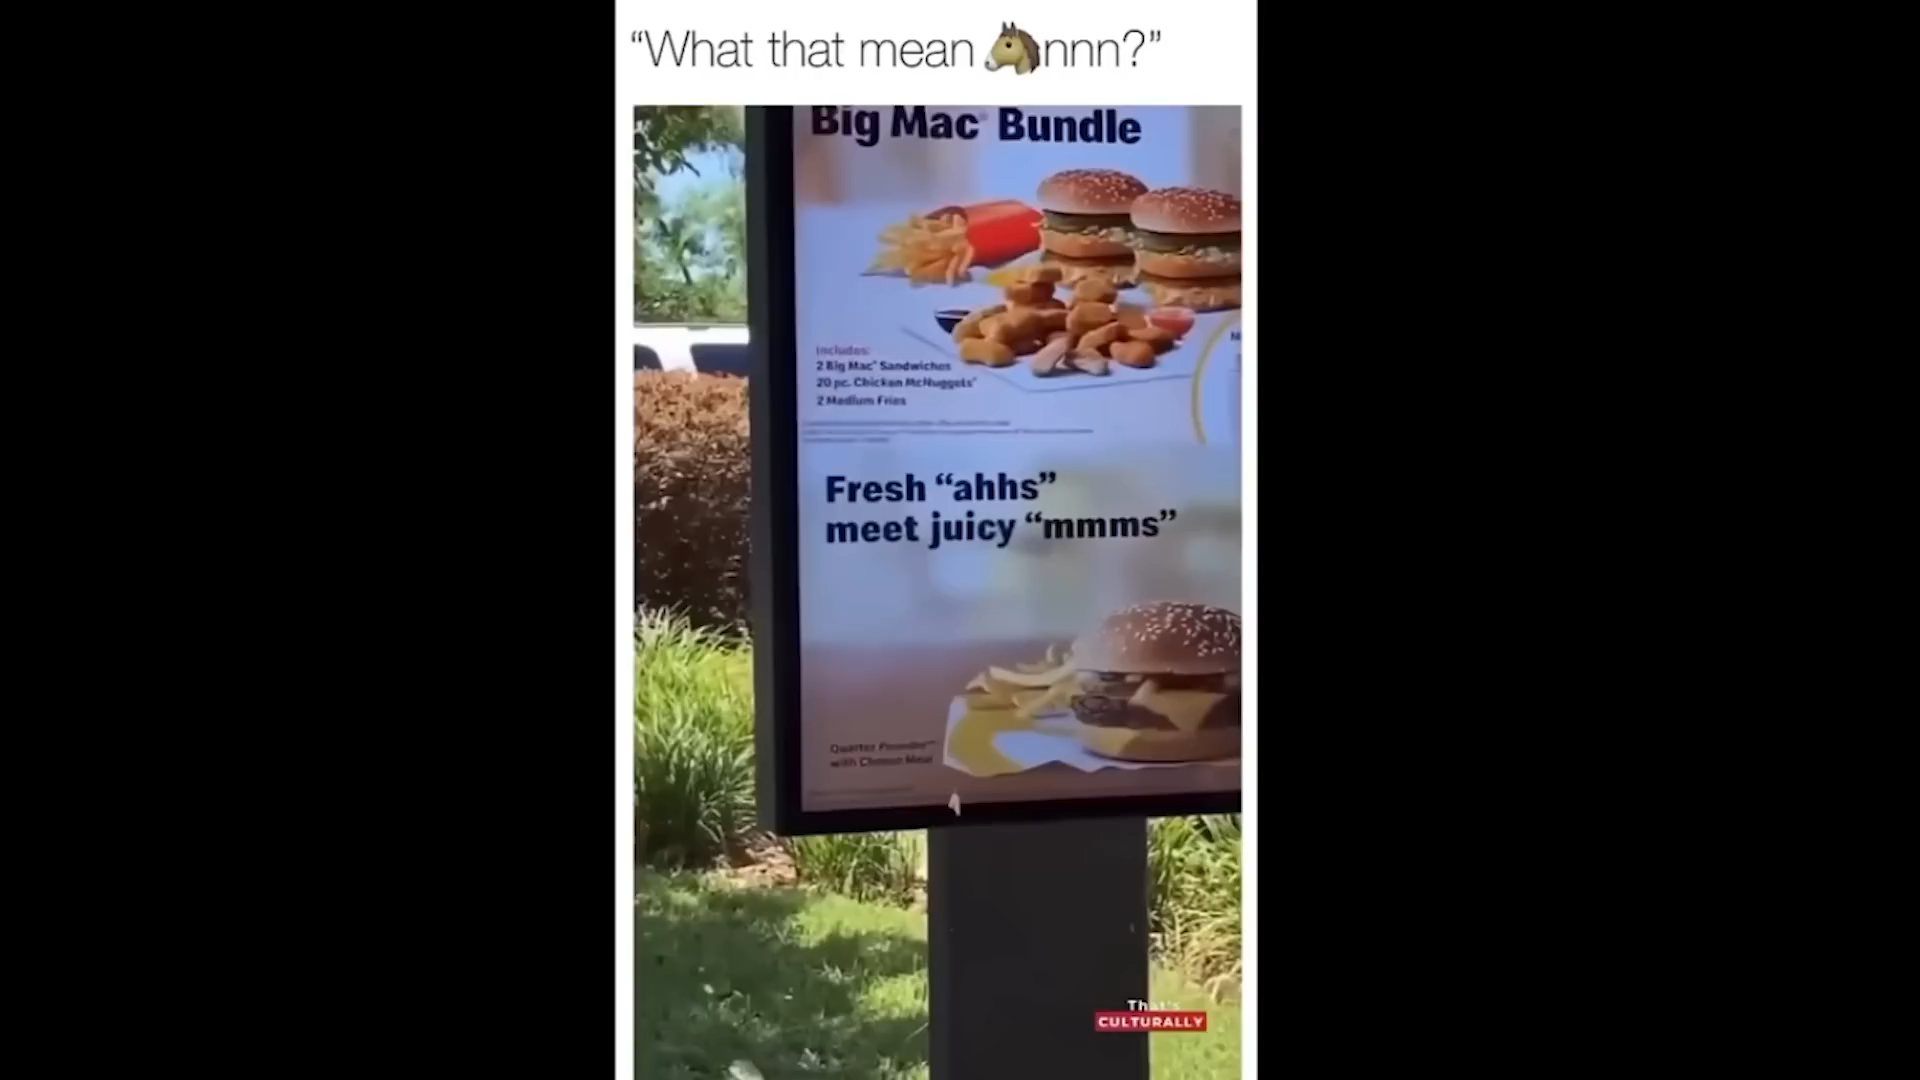 “What that mean 🐴nnn?”
Big Mac Bundle
Includes:
2 Big Mac® Sandwiches
20 pc. Chicken McNuggets®
2 Medium Fries
Fresh “ahhs”
meet juicy “mmms”
Quarter Pounder™
with Cheese Meal
That's
CULTURALLY